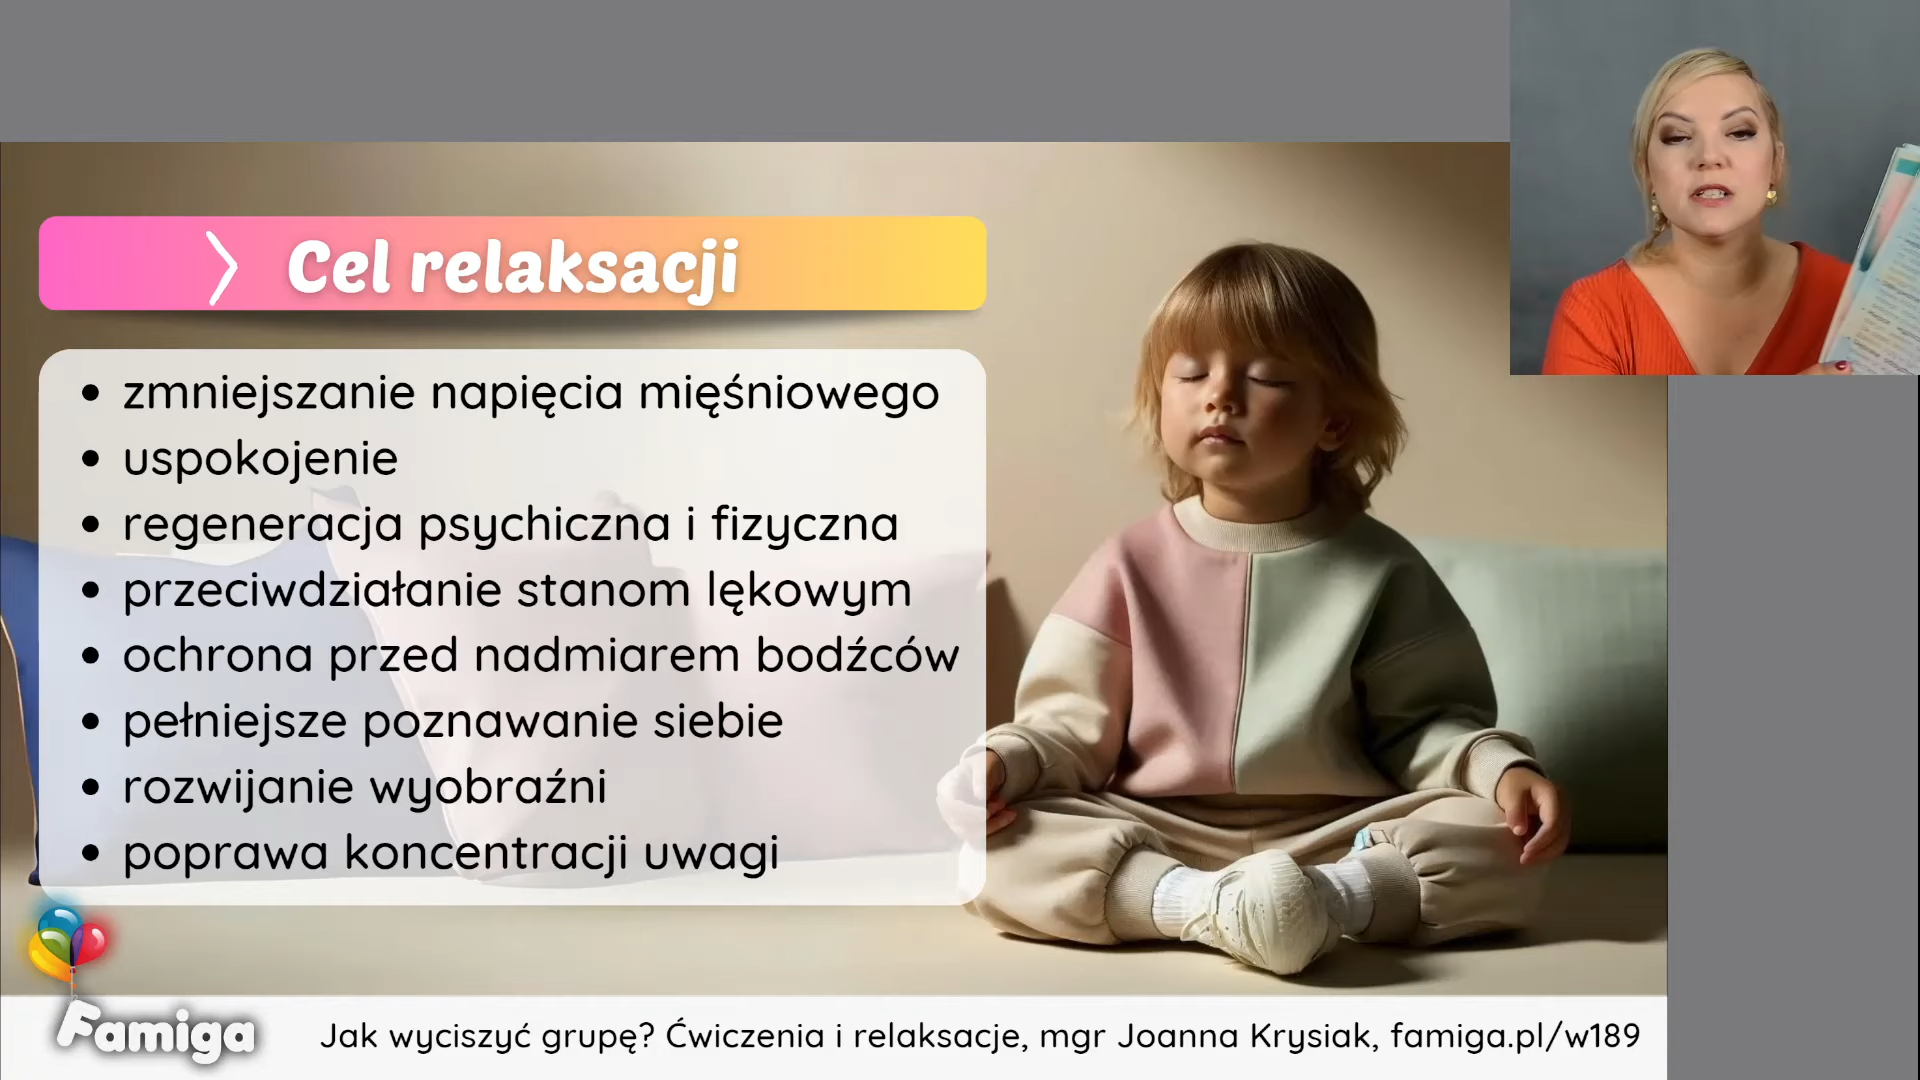 Cel relaksacji
• zmniejszanie napięcia mięśniowego
• uspokojenie
• regeneracja psychiczna i fizyczna
• przeciwdziałanie stanom lękowym
• ochrona przed nadmiarem bodźców
• pełniejsze poznawanie siebie
• rozwijanie wyobraźni
• poprawa koncentracji uwagi
Famiga
Jak wyciszyć grupę? Ćwiczenia i relaksacje, mgr Joanna Krysiak, famiga.pl/w189